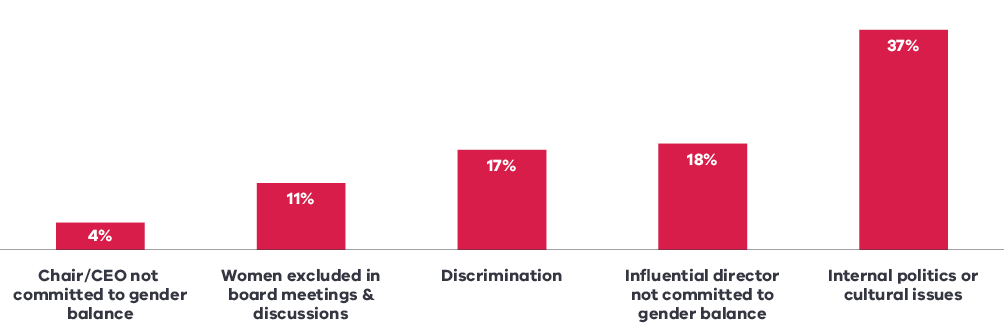 37%
18%
17%
11%
4%
Chair/CEO not
committed to gender
balance
Women excluded in
board meetings &
discussions
Discrimination
Influential director
not committed to
gender balance
Internal politics or
cultural issues